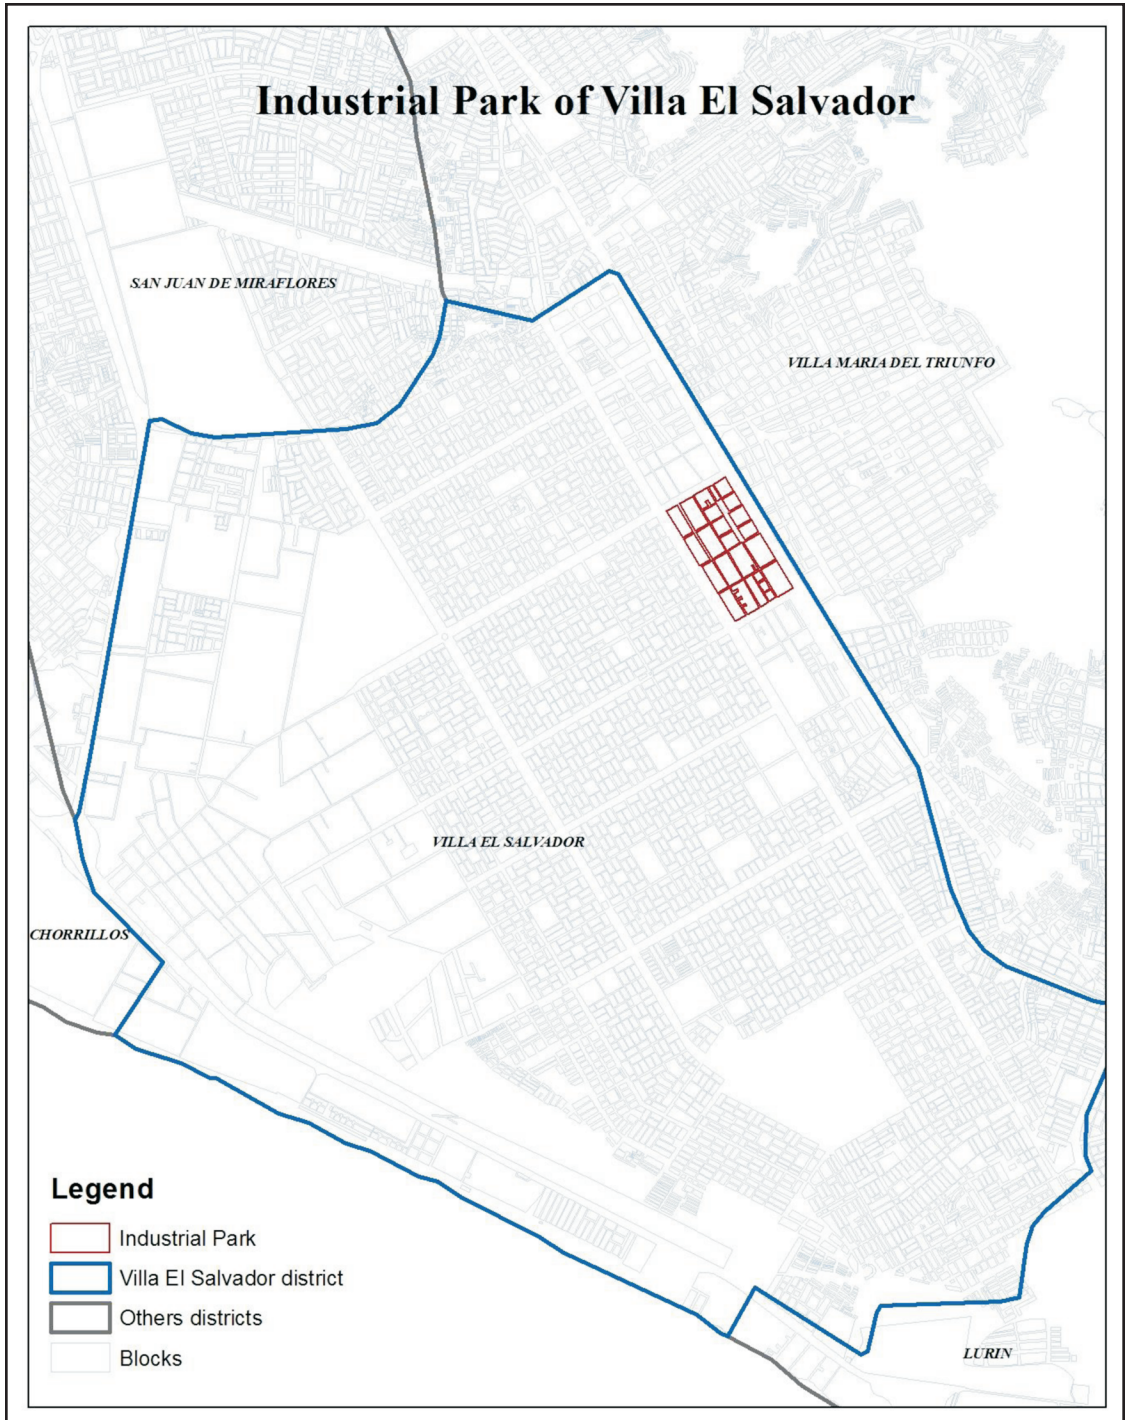 Industrial Park of Villa El Salvador
SAN JUAN DE MIRAFLORES
VILLA MARIA DEL TRIUNFO
VILLA EL SALVADOR
CHORRILLOS
LURIN
Legend
Industrial Park
Villa El Salvador district
Others districts
Blocks